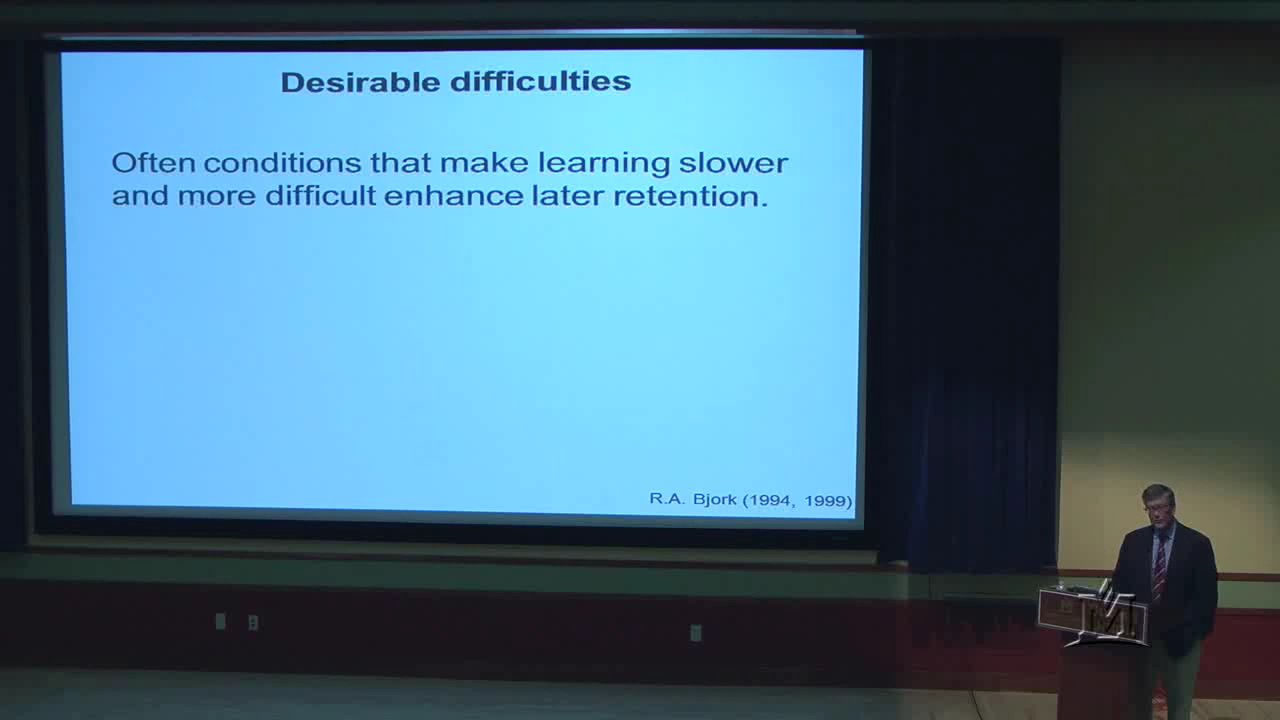 Desirable difficulties
Often conditions that make learning slower
and more difficult enhance later retention.
R.A. Bjork (1994, 1999)
M